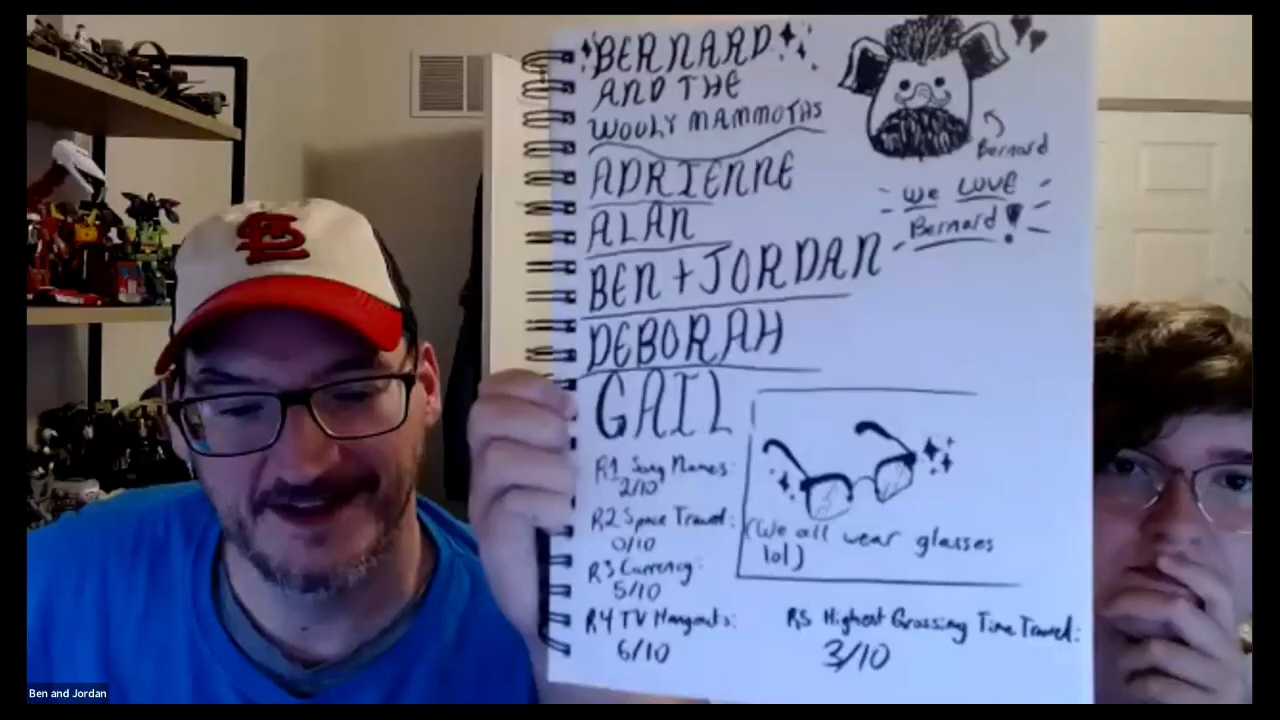 BERNARD
AND THE
WOOLY MAMMOTHS
Bernard
We LOVE
Bernard!
ADRIENNE
ALAN
BEN + JORDAN
DEBORAH
GAIL
R1 Song Names:
2/10
R2 Space Travel:
0/10
R3 Currency:
5/10
R4 TV Hangouts:
6/10
(We all wear glasses
lol)
R5 Highest Grossing Time Travel:
3/10
STL
Ben and Jordan